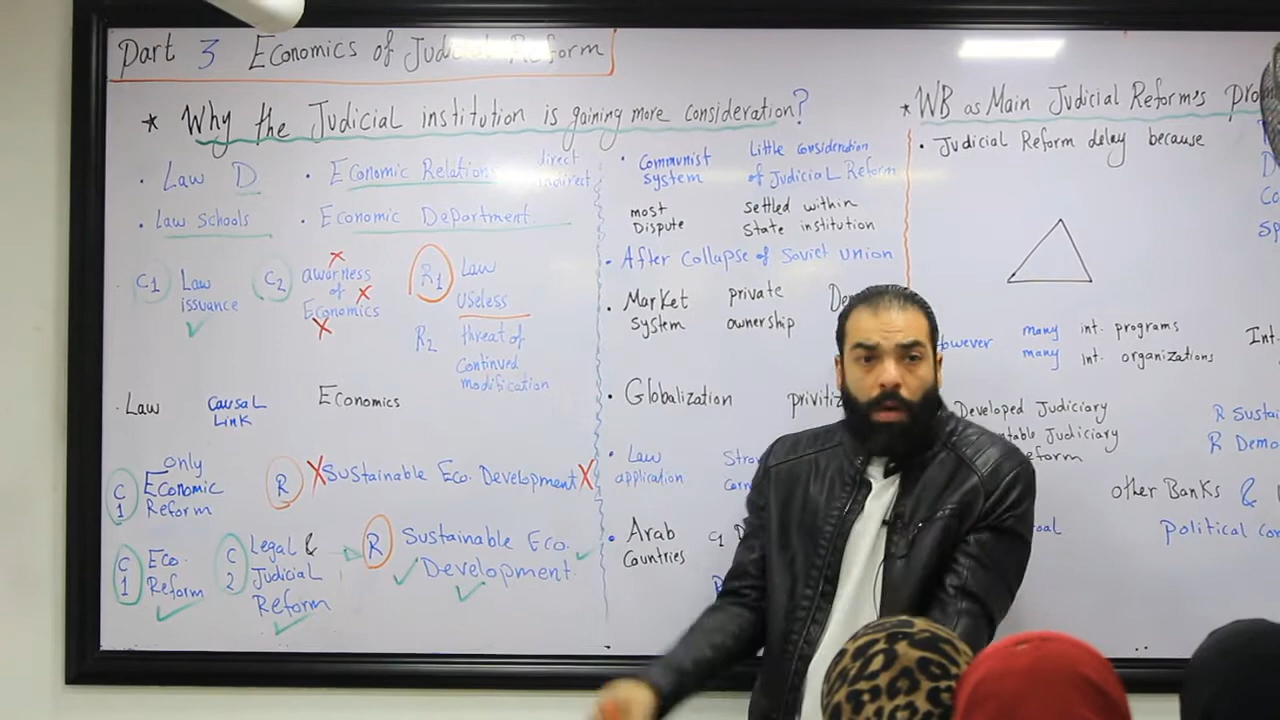 Part 3 Economics of Judicial Reform
* Why the Judicial institution is gaining more consideration?
• Law D • Economic Relations direct indirect
• Law schools • Economic Department
C1 Law issuance ✓
C2 X awarness of X Economics X
R1 Law useless
R2 threat of continued modification
• Law Causal Link Economics
C1 only Economic Reform
R X Sustainable Eco. Development X
C1 Eco. Reform ✓
C2 Legal & Judicial Reform ✓
R Sustainable Eco. ✓
✓ Development ✓
• Communist system Little consideration of Judicial Reform
most Dispute settled within State institution
• After collapse of Soviet union
• Market system private ownership
• Globalization
• Law application
• Arab Countries C1
* WB as Main Judicial Reform's
• Judicial Reform delay because
many int. programs
many int. organizations
Int.
Developed Judiciary
Judiciary
R
R
other Banks &
Political